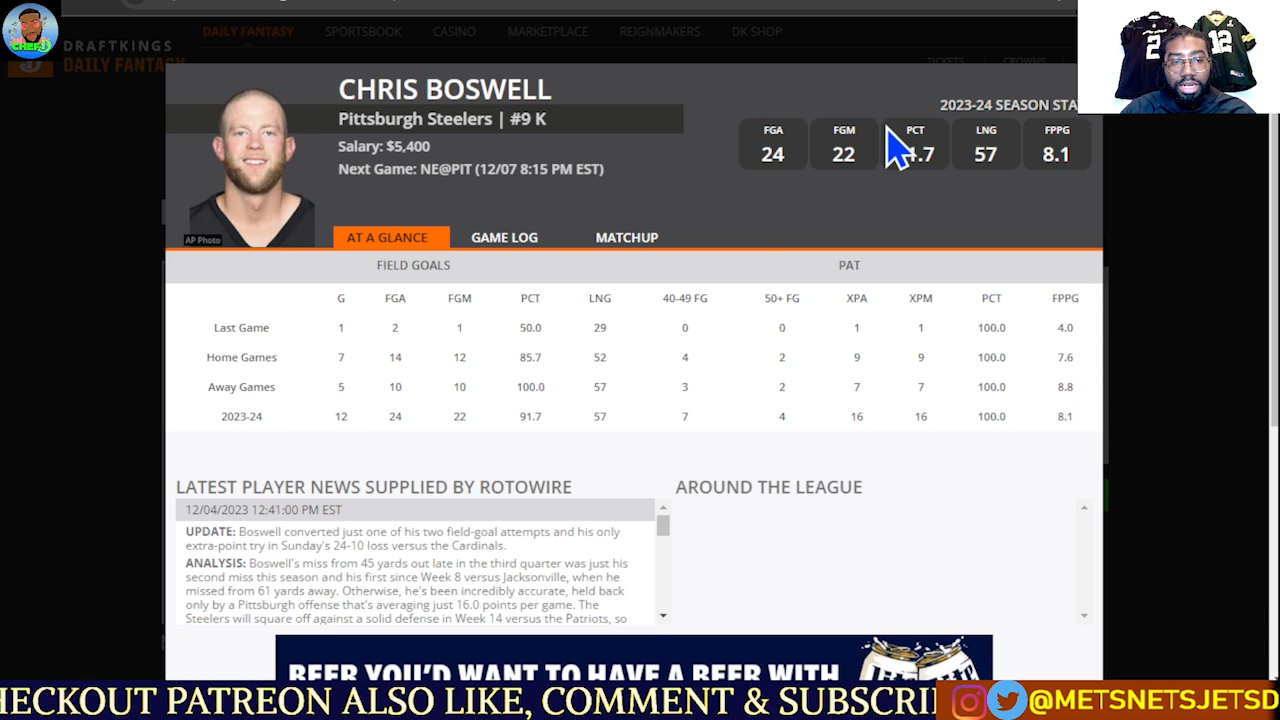 CHEF J
DRAFTKINGS
DAILY FANTASY
DAILY FANTASY SPORTSBOOK CASINO MARKETPLACE REIGNMAKERS DK SHOP
TICKETS CROWNS
CHRIS BOSWELL
Pittsburgh Steelers | #9 K
Salary: $5,400
Next Game: NE@PIT (12/07 8:15 PM EST)
2023-24 SEASON STA
FGA FGM PCT LNG FPPG
24 22 .7 57 8.1
2 12
AP Photo
AT A GLANCE GAME LOG MATCHUP
FIELD GOALS PAT
G FGA FGM PCT LNG 40-49 FG 50+ FG XPA XPM PCT FPPG
Last Game 1 2 1 50.0 29 0 0 1 1 100.0 4.0
Home Games 7 14 12 85.7 52 4 2 9 9 100.0 7.6
Away Games 5 10 10 100.0 57 3 2 7 7 100.0 8.8
2023-24 12 24 22 91.7 57 7 4 16 16 100.0 8.1
LATEST PLAYER NEWS SUPPLIED BY ROTOWIRE
AROUND THE LEAGUE
12/04/2023 12:41:00 PM EST
UPDATE: Boswell converted just one of his two field-goal attempts and his only
extra-point try in Sunday's 24-10 loss versus the Cardinals.
ANALYSIS: Boswell's miss from 45 yards out late in the third quarter was just his
second miss this season and his first since Week 8 versus Jacksonville, when he
missed from 61 yards away. Otherwise, he's been incredibly accurate, held back
only by a Pittsburgh offense that's averaging just 16.0 points per game. The
Steelers will square off against a solid defense in Week 14 versus the Patriots, so
BEER YOU'D WANT TO HAVE A BEER WITH
HECKOUT PATREON ALSO LIKE, COMMENT & SUBSCRI
@METSNETSJETSD